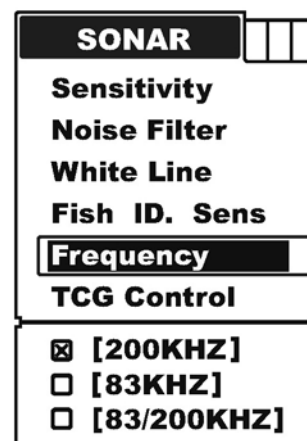 SONAR
Sensitivity
Noise Filter
White Line
Fish ID. Sens
Frequency
TCG Control
[200KHZ]
[83KHZ]
[83/200KHZ]